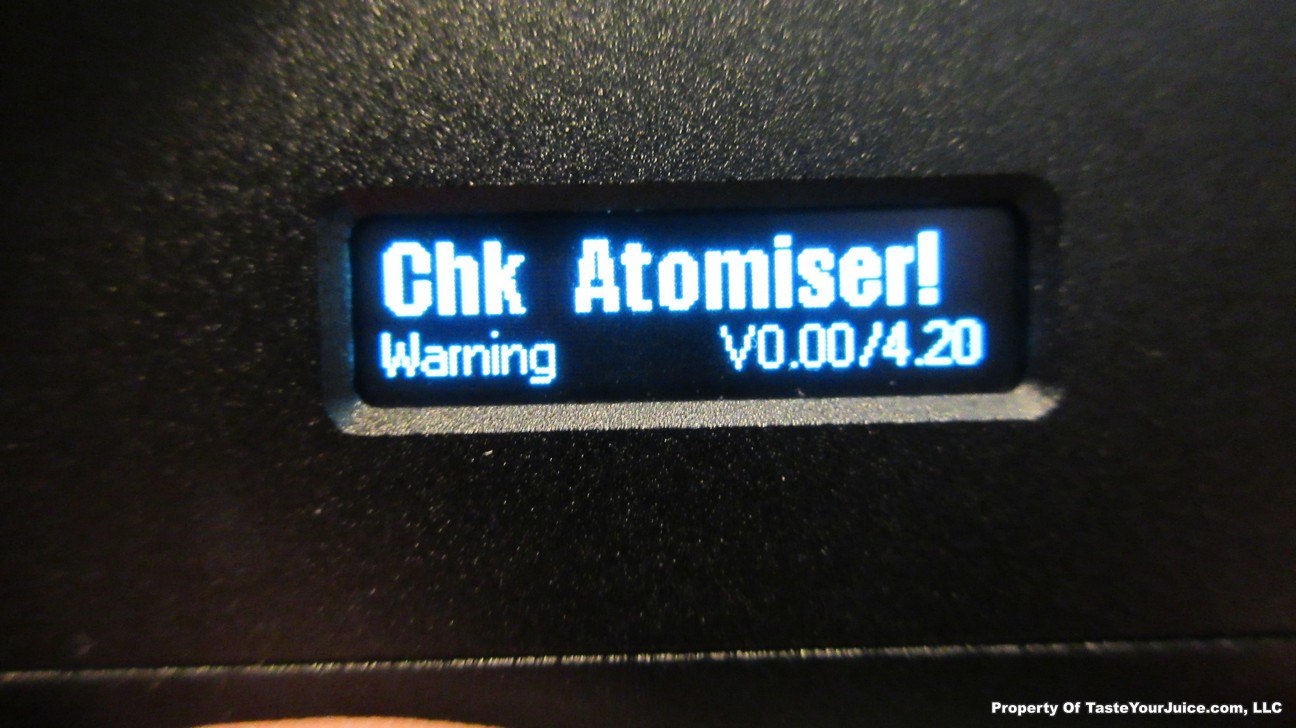 Chk Atomiser!
Warning V0.00/4.20
Property Of TasteYourJuice.com, LLC